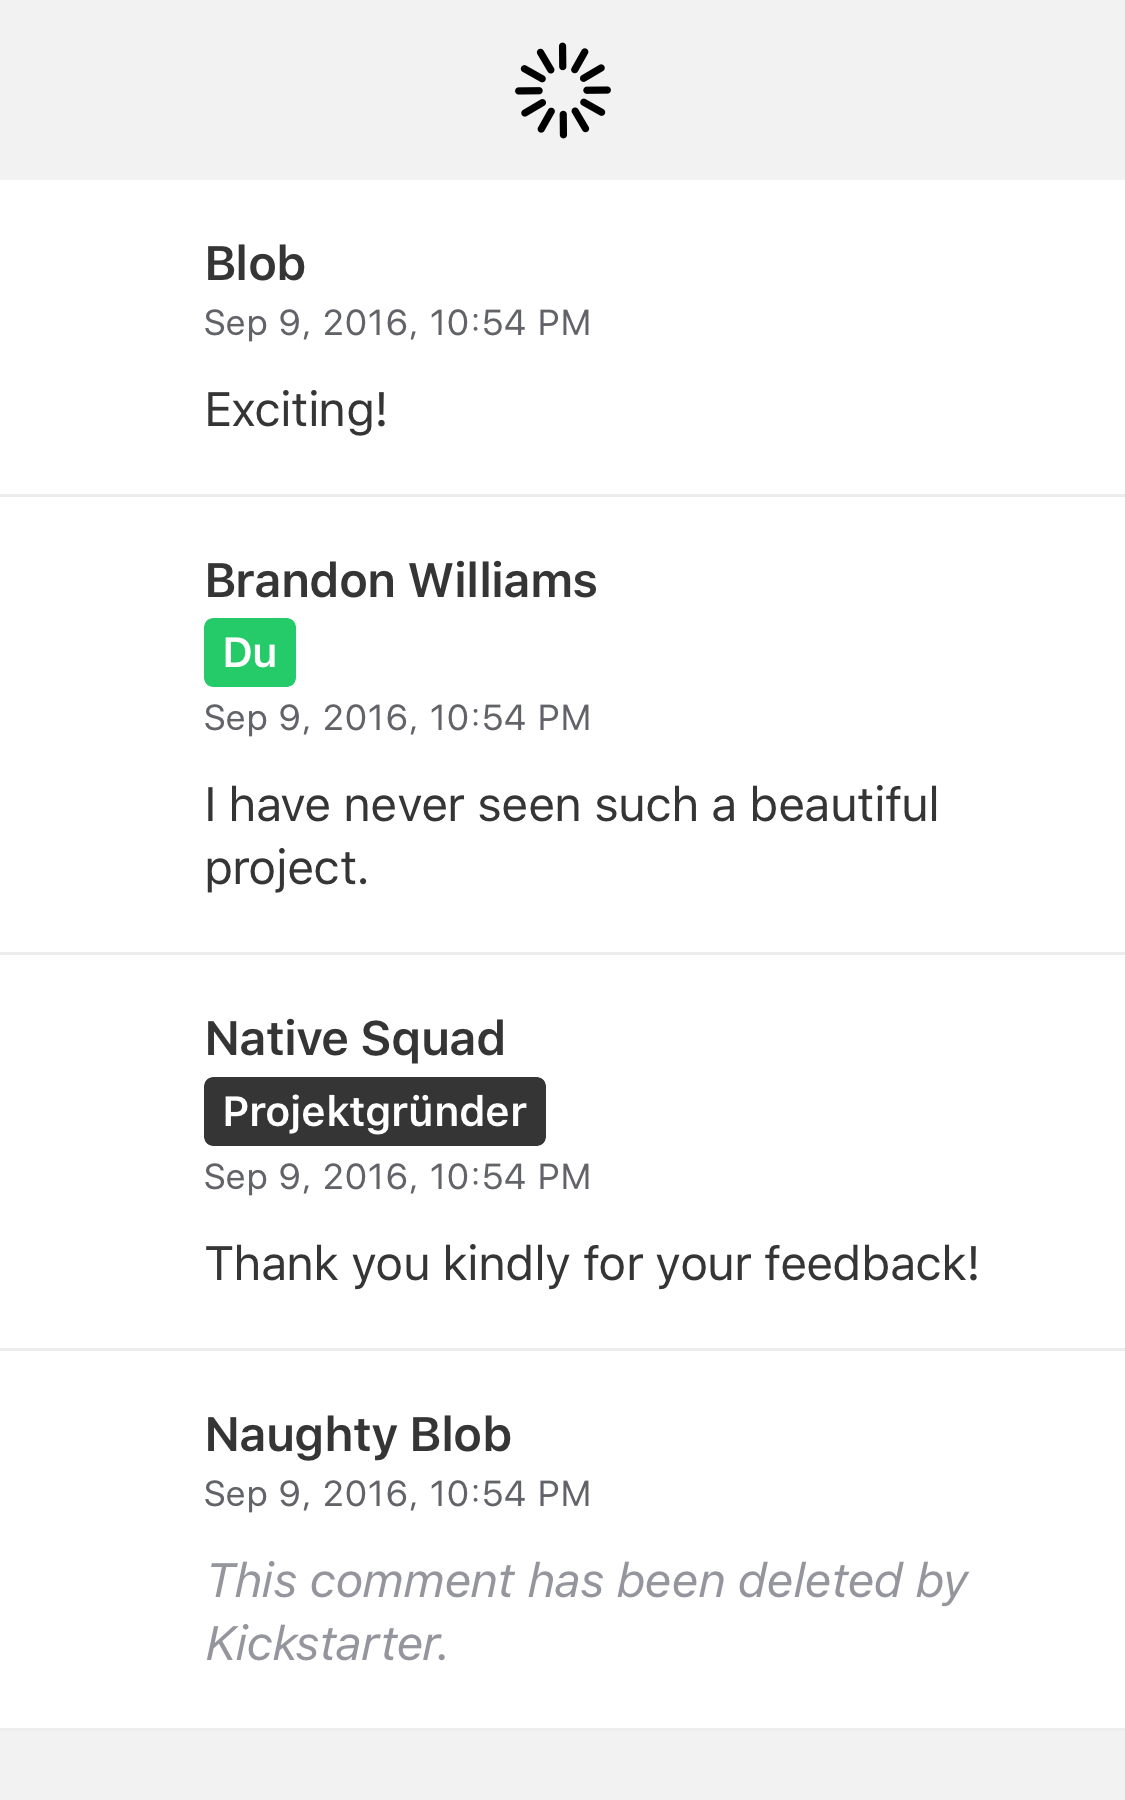 Blob
Sep 9, 2016, 10:54 PM
Exciting!
Brandon Williams
Du
Sep 9, 2016, 10:54 PM
I have never seen such a beautiful
project.
Native Squad
Projektgründer
Sep 9, 2016, 10:54 PM
Thank you kindly for your feedback!
Naughty Blob
Sep 9, 2016, 10:54 PM
This comment has been deleted by
Kickstarter.